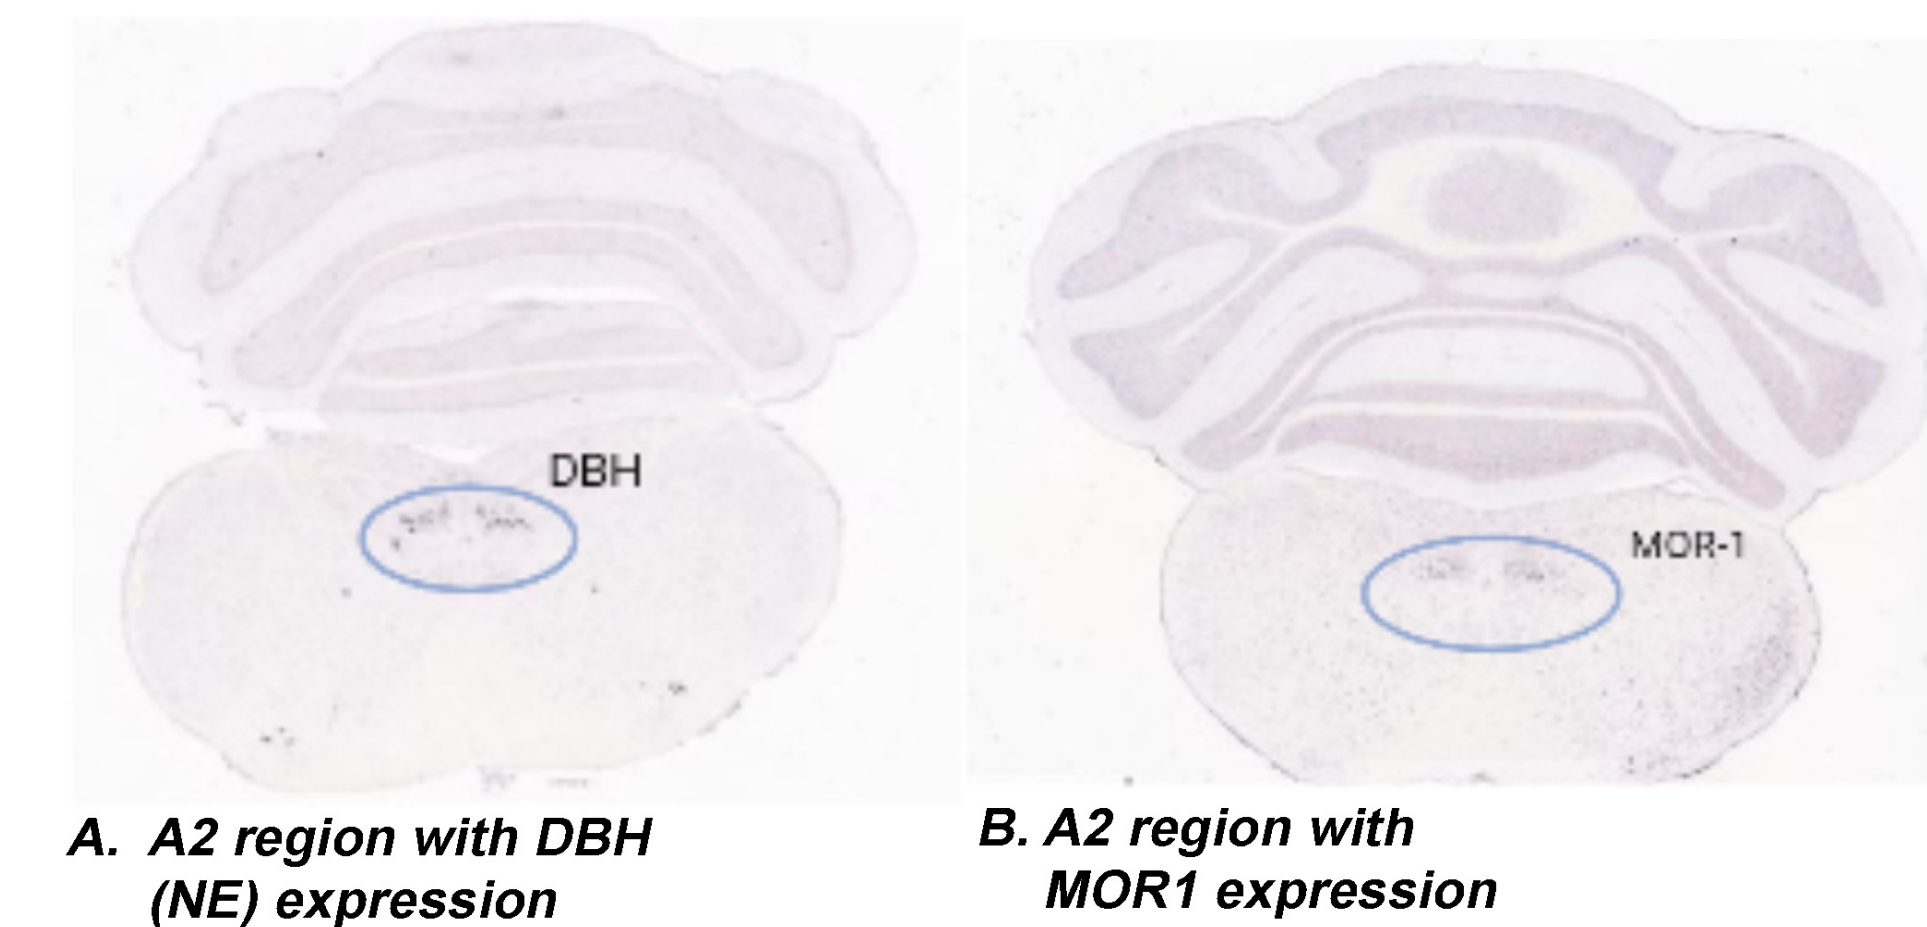 DBH
MOR-1
A. A2 region with DBH
(NE) expression
B. A2 region with
MOR1 expression